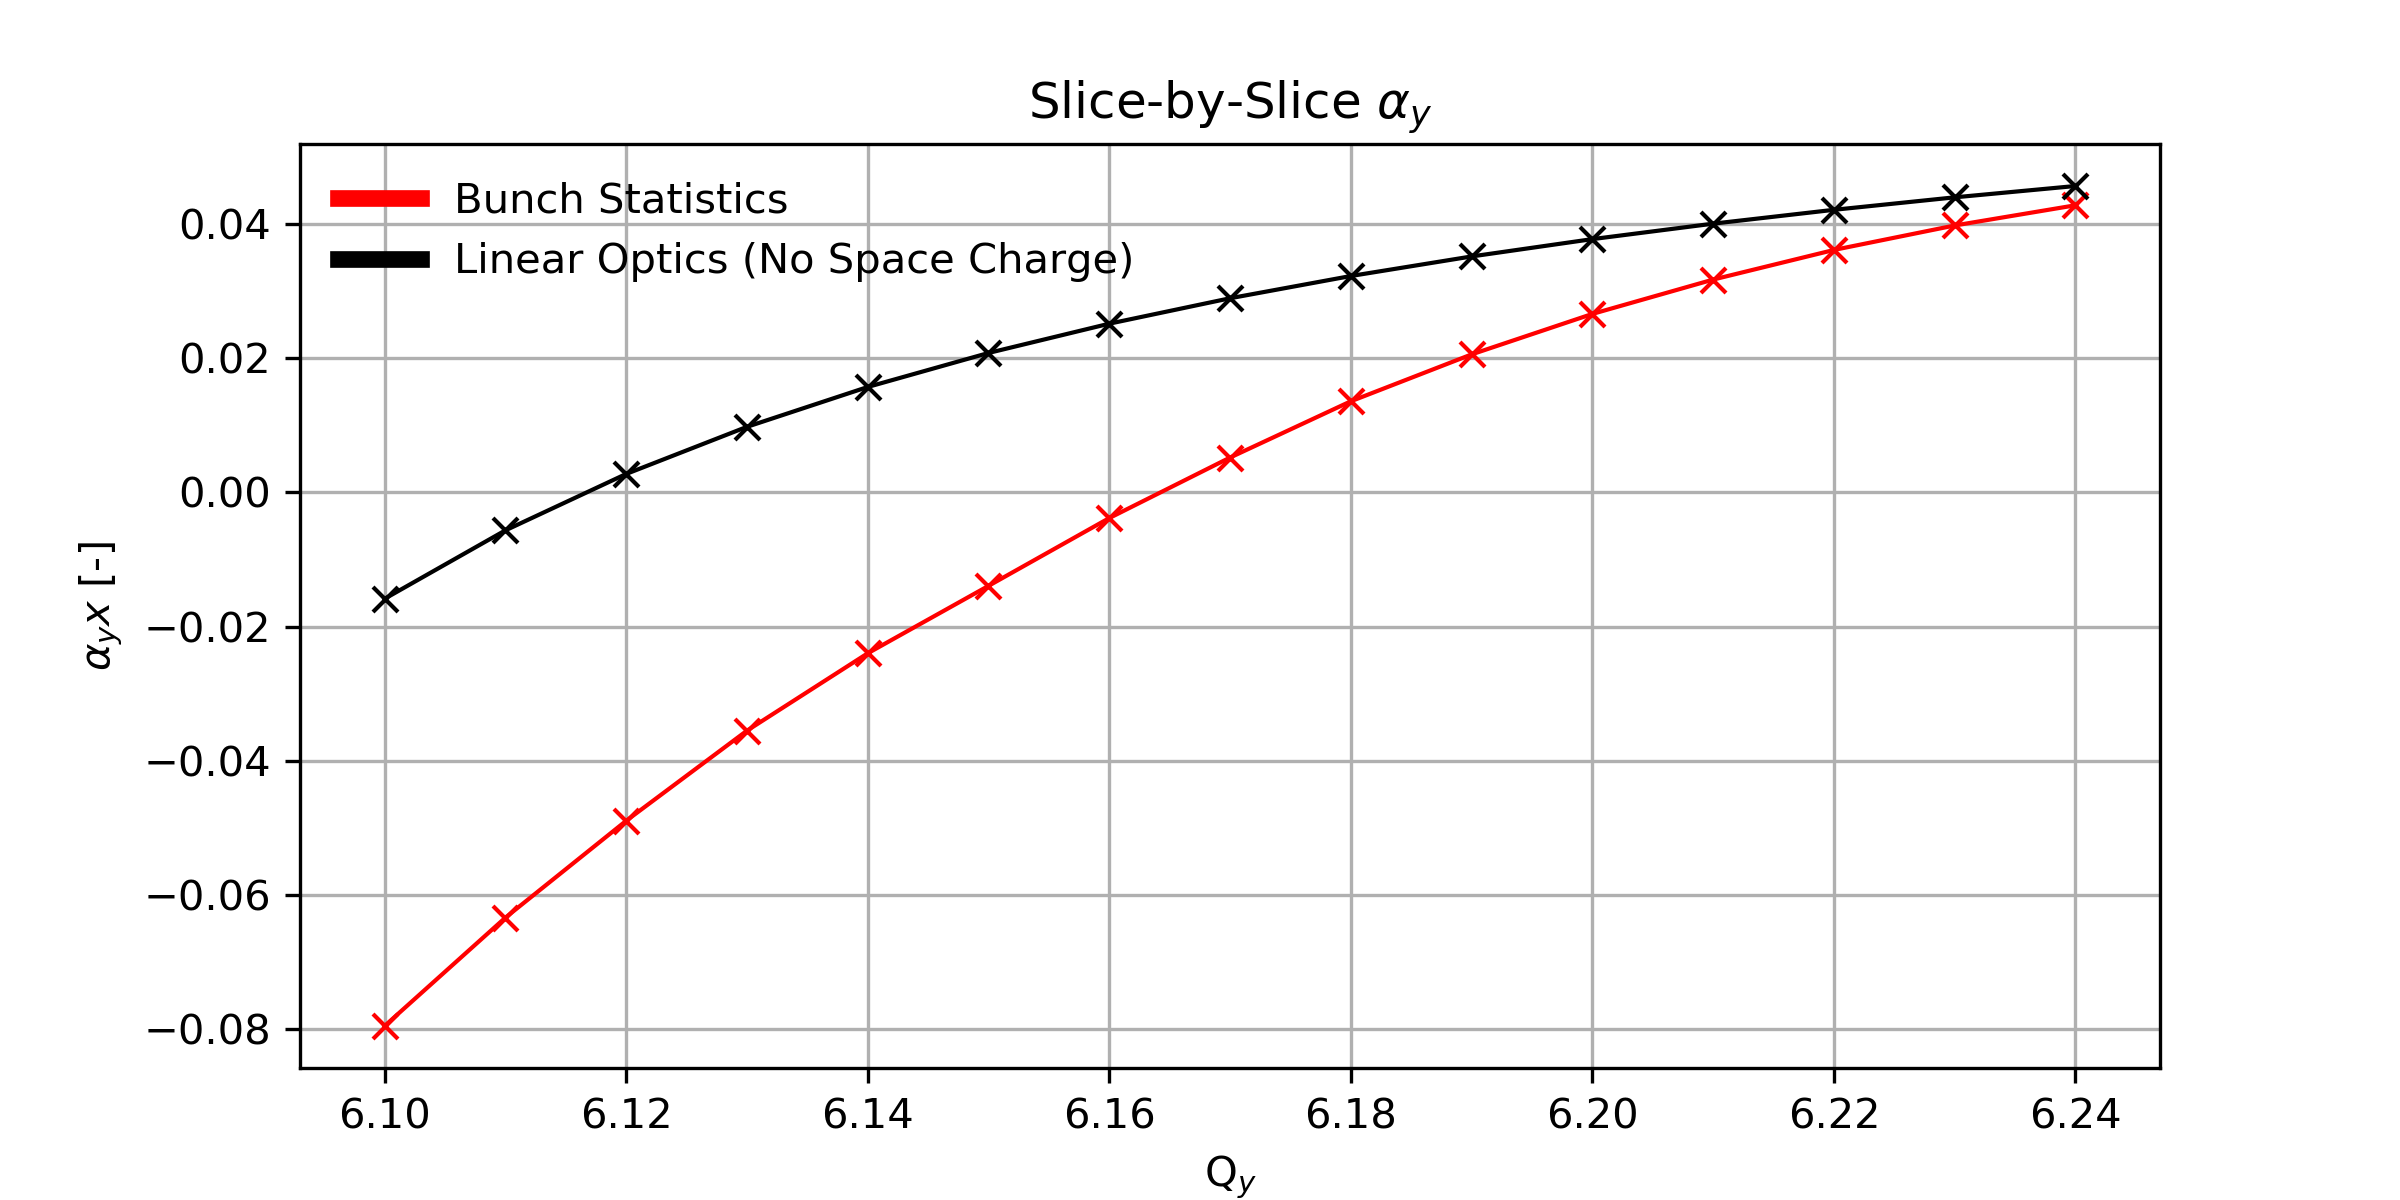 Slice-by-Slice αy
Bunch Statistics
Linear Optics (No Space Charge)
αyx [-]
0.04
0.02
0.00
−0.02
−0.04
−0.06
−0.08
6.10 6.12 6.14 6.16 6.18 6.20 6.22 6.24
Qy